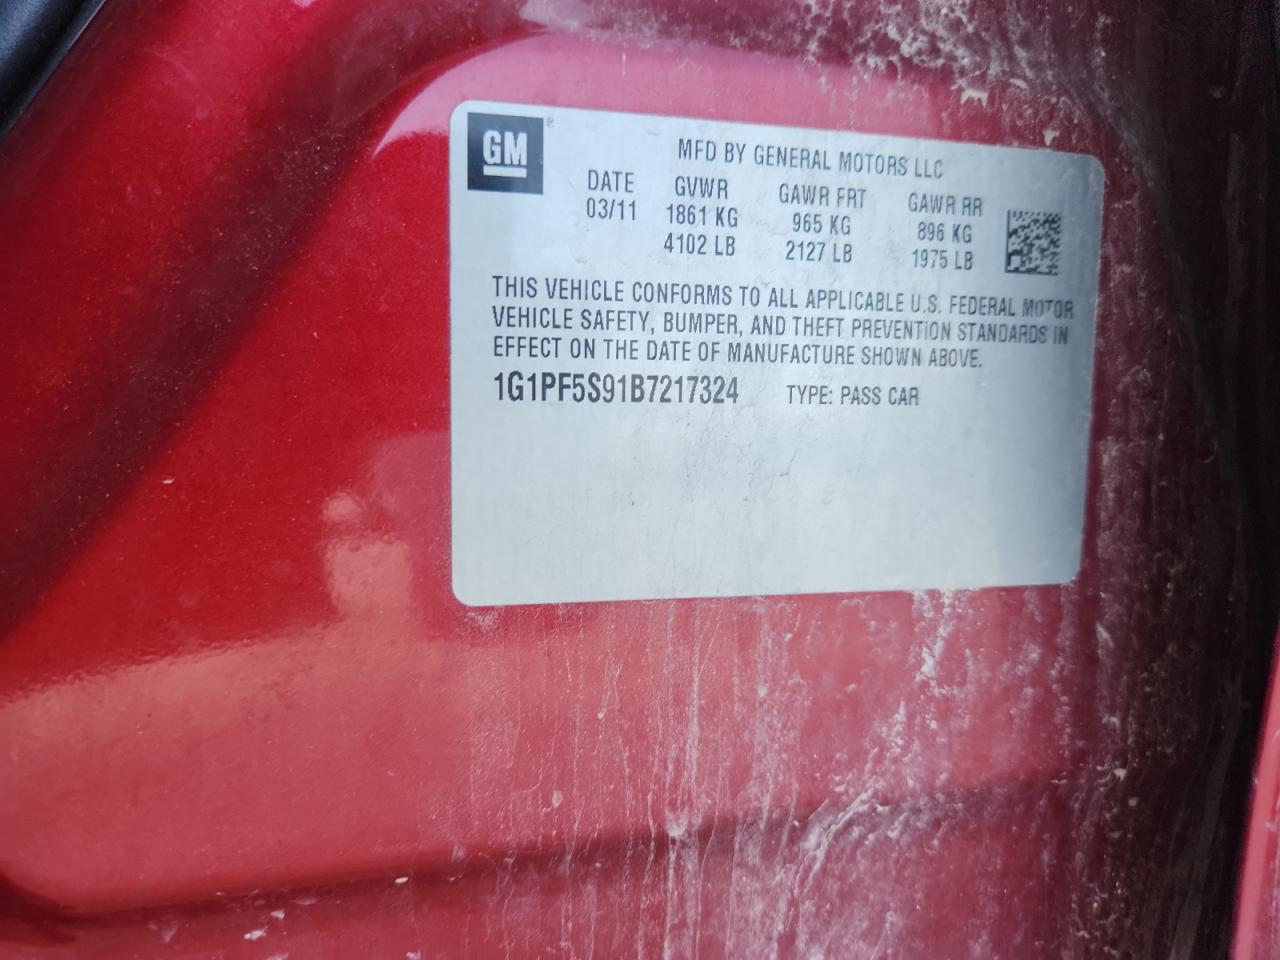 GM
MFD BY GENERAL MOTORS LLC
DATE GVWR GAWR FRT GAWR RR
03/11 1861 KG 965 KG 896 KG
4102 LB 2127 LB 1975 LB
THIS VEHICLE CONFORMS TO ALL APPLICABLE U.S. FEDERAL MOTOR
VEHICLE SAFETY, BUMPER, AND THEFT PREVENTION STANDARDS IN
EFFECT ON THE DATE OF MANUFACTURE SHOWN ABOVE.
1G1PF5S91B7217324 TYPE: PASS CAR